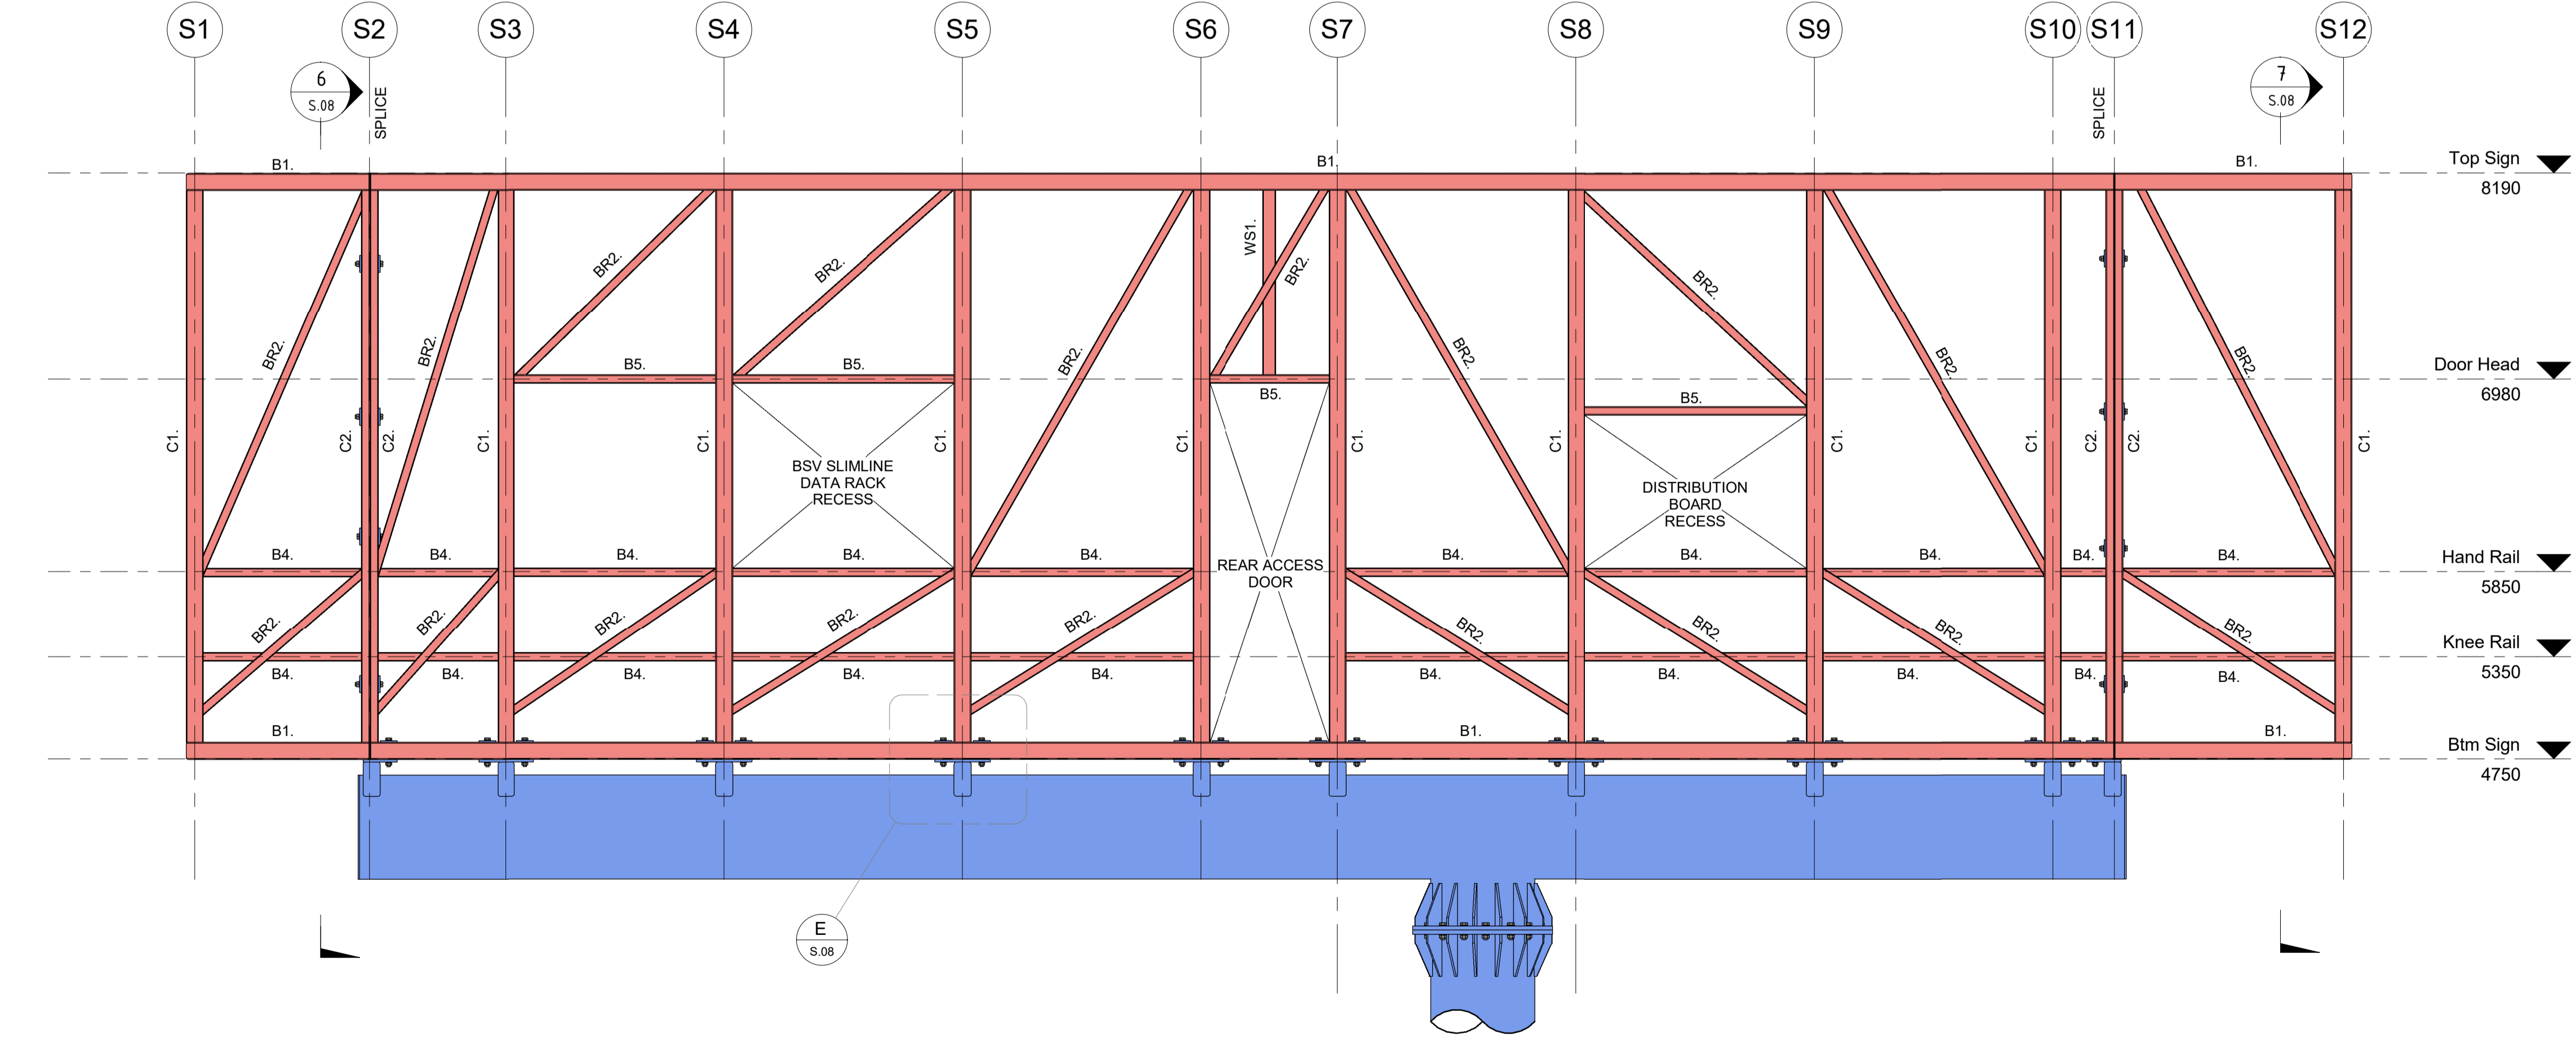 S1
S2
S3
S4
S5
S6
S7
S8
S9
S10
S11
S12
6
S.08
SPLICE
SPLICE
7
S.08
B1.
B1.
B1.
Top Sign
8190
WS1.
BR2.
BR2.
BR2.
BR2.
BR2.
BR2.
BR2.
BR2.
BR2.
BR2.
BR2.
B5.
B5.
B5.
B5.
Door Head
6980
C1.
C2.
C2.
C1.
C1.
C1.
C1.
C1.
C1.
C1.
C1.
C2.
C2.
C1.
BSV SLIMLINE
DATA RACK
RECESS
DISTRIBUTION
BOARD
RECESS
REAR ACCESS
DOOR
B4.
B4.
B4.
B4.
B4.
B4.
B4.
B4.
B4.
B4.
Hand Rail
5850
BR2.
BR2.
BR2.
BR2.
BR2.
BR2.
BR2.
BR2.
BR2.
Knee Rail
5350
B4.
B4.
B4.
B4.
B4.
B4.
B4.
B4.
B4.
B4.
B1.
B1.
B1.
Btm Sign
4750
E
S.08